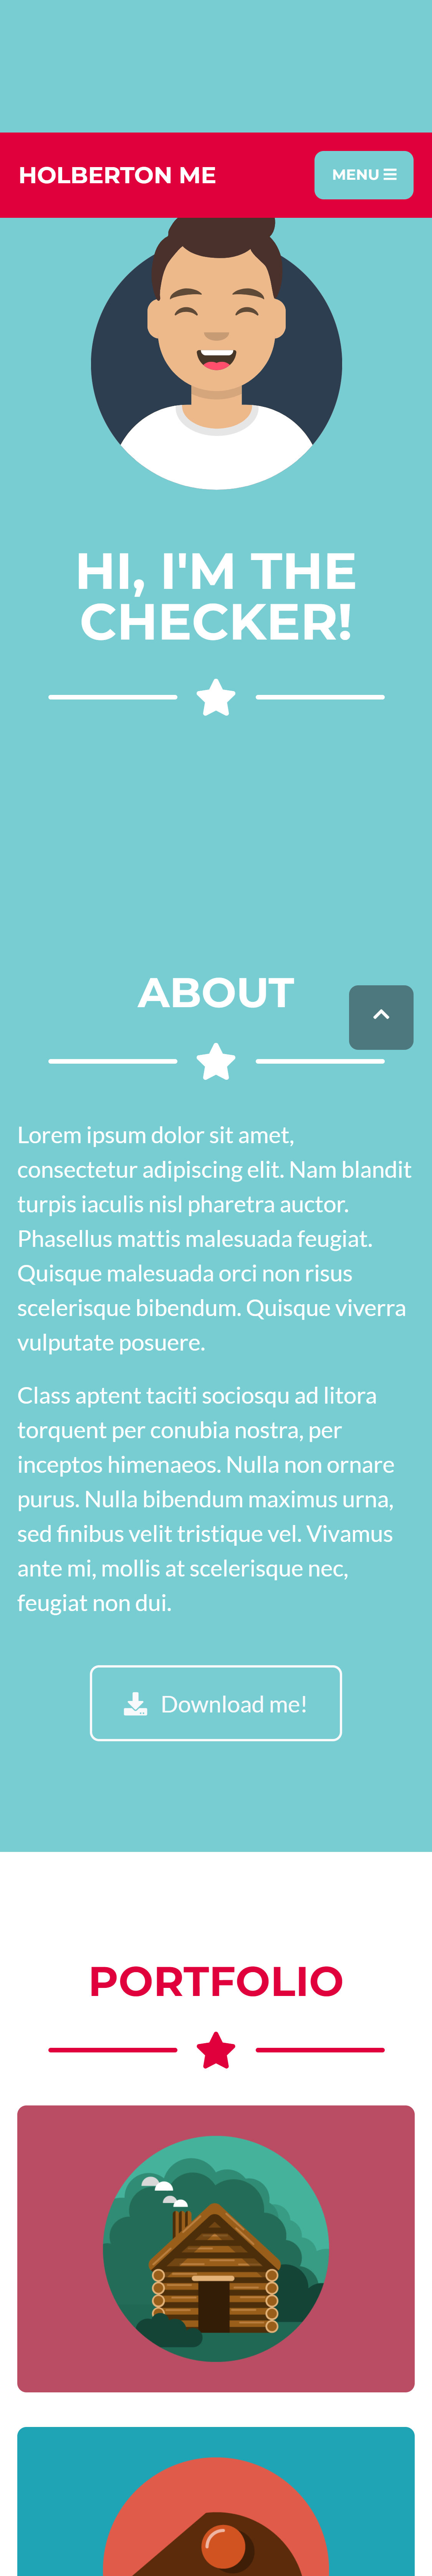 HOLBERTON ME
MENU
HI, I'M THE
CHECKER!
ABOUT
Lorem ipsum dolor sit amet,
consectetur adipiscing elit. Nam blandit
turpis iaculis nisl pharetra auctor.
Phasellus mattis malesuada feugiat.
Quisque malesuada orci non risus
scelerisque bibendum. Quisque viverra
vulputate posuere.
Class aptent taciti sociosqu ad litora
torquent per conubia nostra, per
inceptos himenaeos. Nulla non ornare
purus. Nulla bibendum maximus urna,
sed finibus velit tristique vel. Vivamus
ante mi, mollis at scelerisque nec,
feugiat non dui.
Download me!
PORTFOLIO